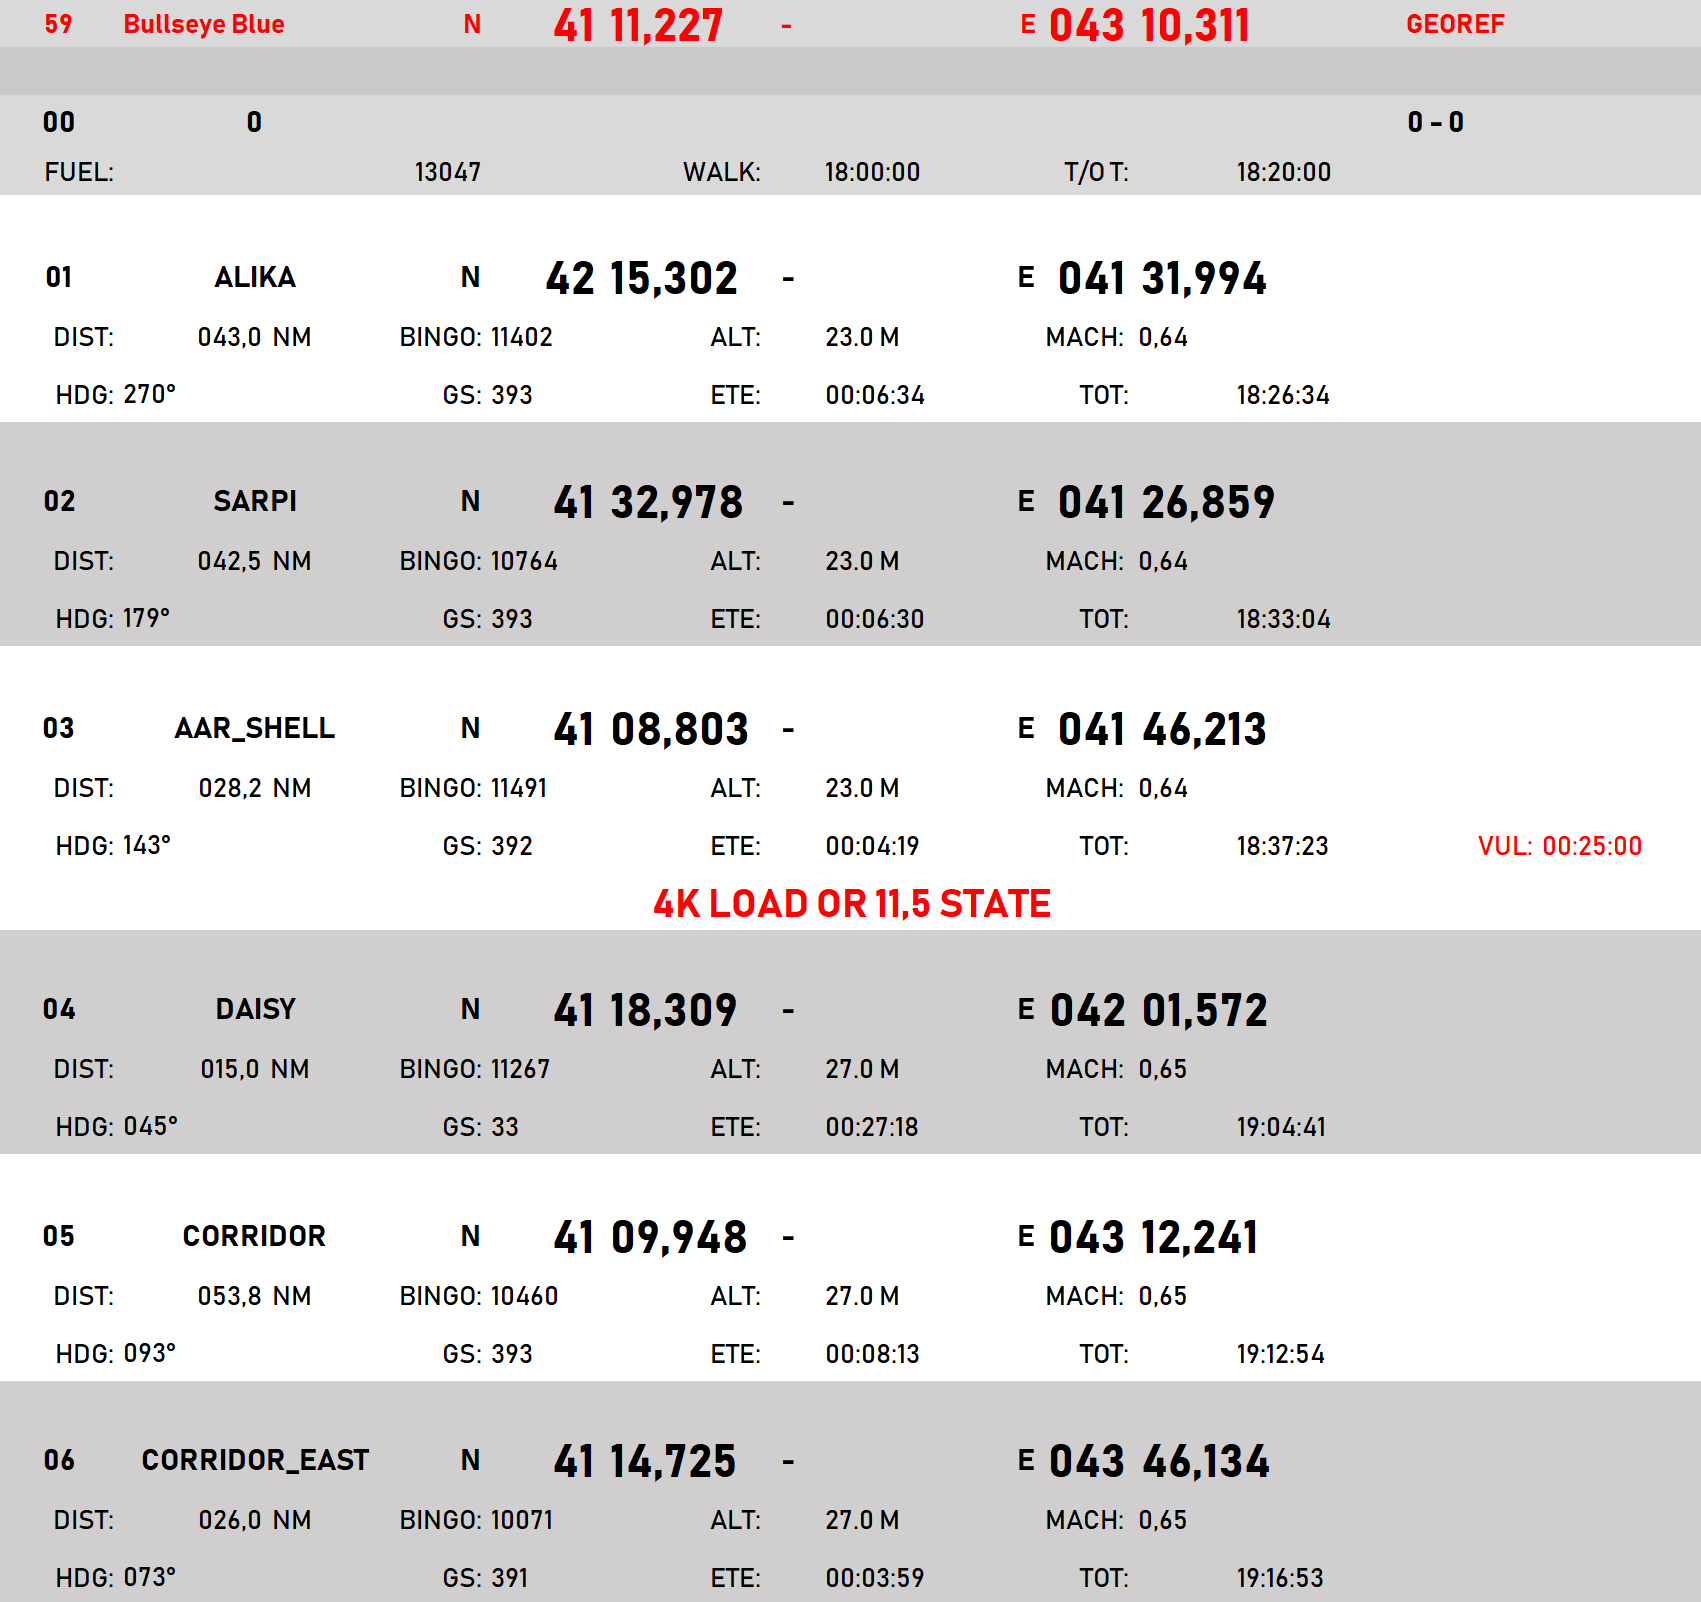 59 Bullseye Blue N 41 11,227 - E 043 10,311 GEOREF
00 0 0 - 0
FUEL: 13047 WALK: 18:00:00 T/O T: 18:20:00
01 ALIKA N 42 15,302 - E 041 31,994
DIST: 043,0 NM BINGO: 11402 ALT: 23.0 M MACH: 0,64
HDG: 270° GS: 393 ETE: 00:06:34 TOT: 18:26:34
02 SARPI N 41 32,978 - E 041 26,859
DIST: 042,5 NM BINGO: 10764 ALT: 23.0 M MACH: 0,64
HDG: 179° GS: 393 ETE: 00:06:30 TOT: 18:33:04
03 AAR_SHELL N 41 08,803 - E 041 46,213
DIST: 028,2 NM BINGO: 11491 ALT: 23.0 M MACH: 0,64
HDG: 143° GS: 392 ETE: 00:04:19 TOT: 18:37:23 VUL: 00:25:00
4K LOAD OR 11,5 STATE
04 DAISY N 41 18,309 - E 042 01,572
DIST: 015,0 NM BINGO: 11267 ALT: 27.0 M MACH: 0,65
HDG: 045° GS: 33 ETE: 00:27:18 TOT: 19:04:41
05 CORRIDOR N 41 09,948 - E 043 12,241
DIST: 053,8 NM BINGO: 10460 ALT: 27.0 M MACH: 0,65
HDG: 093° GS: 393 ETE: 00:08:13 TOT: 19:12:54
06 CORRIDOR_EAST N 41 14,725 - E 043 46,134
DIST: 026,0 NM BINGO: 10071 ALT: 27.0 M MACH: 0,65
HDG: 073° GS: 391 ETE: 00:03:59 TOT: 19:16:53